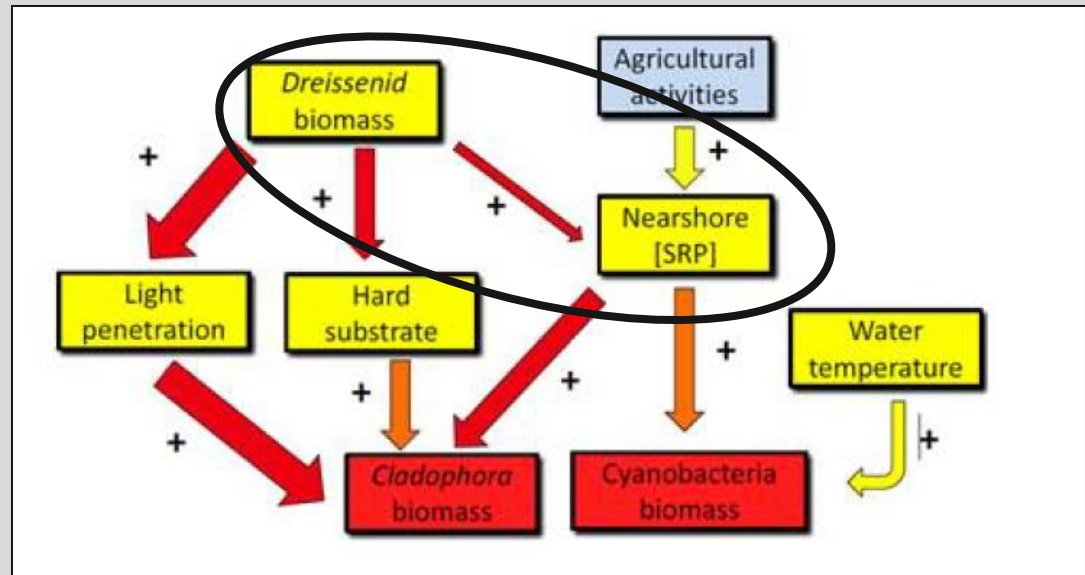 Dreissenid
biomass
Agricultural
activities
+
+
+
+
Nearshore
[SRP]
Light
penetration
Hard
substrate
Water
temperature
+
+
+
+
+
Cladophora
biomass
Cyanobacteria
biomass